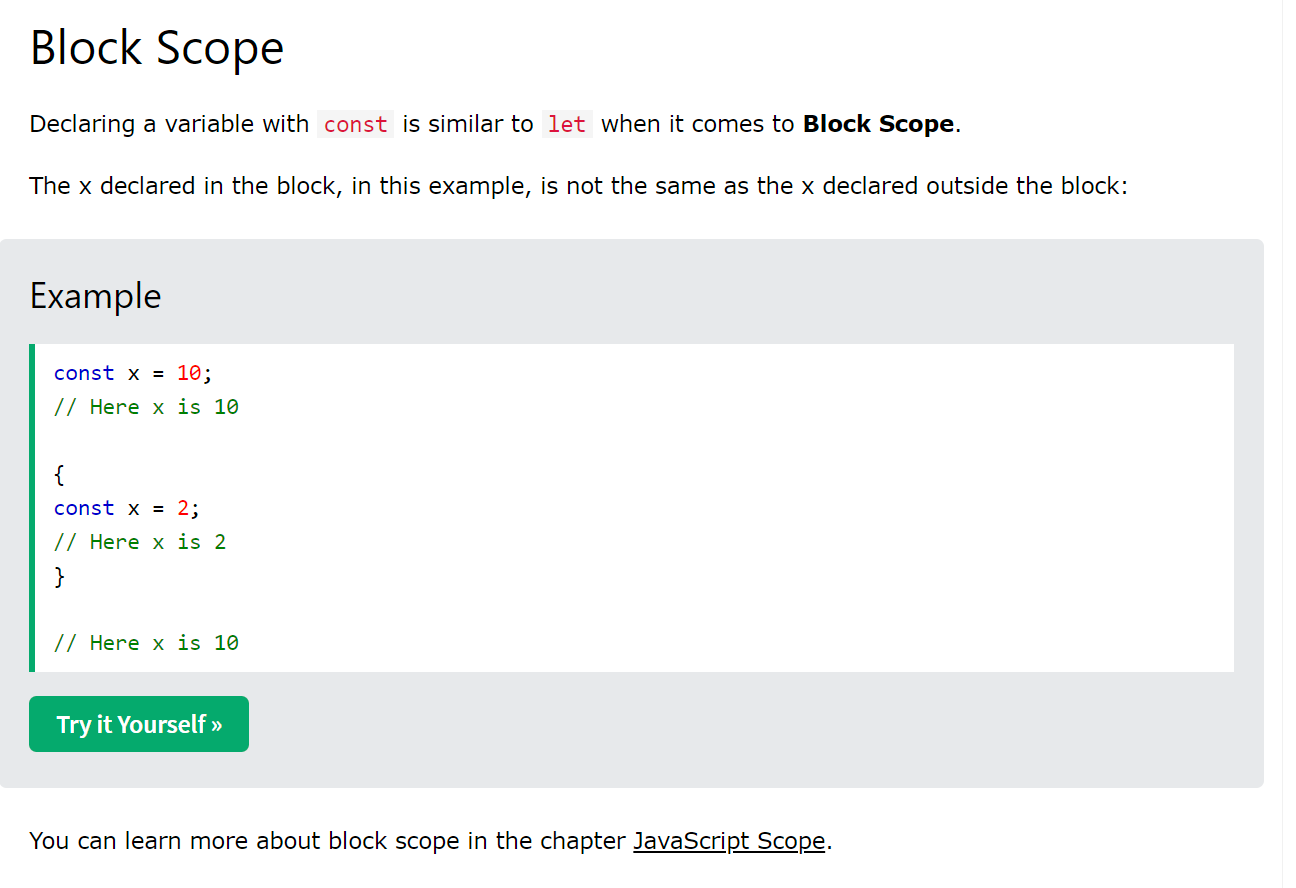 Block Scope
Declaring a variable with const is similar to let when it comes to Block Scope.
The x declared in the block, in this example, is not the same as the x declared outside the block:
Example
const x = 10;
// Here x is 10
{
const x = 2;
// Here x is 2
}
// Here x is 10
Try it Yourself »
You can learn more about block scope in the chapter JavaScript Scope.